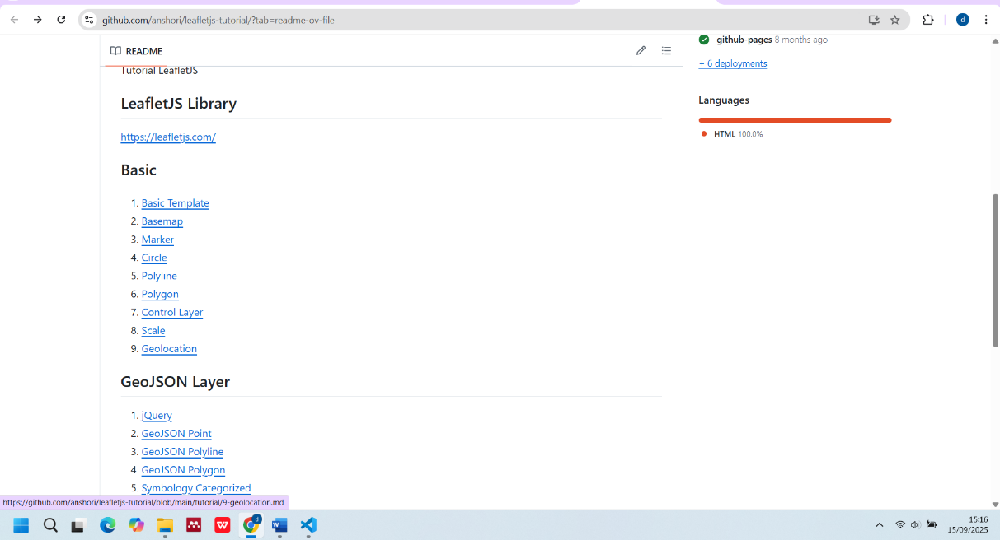 github.com/anshori/leafletjs-tutorial/?tab=readme-ov-file
d
README
Tutorial LeafletJS
LeafletJS Library
https://leafletjs.com/
Basic
1. Basic Template
2. Basemap
3. Marker
4. Circle
5. Polyline
6. Polygon
7. Control Layer
8. Scale
9. Geolocation
GeoJSON Layer
1. jQuery
2. GeoJSON Point
3. GeoJSON Polyline
4. GeoJSON Polygon
5. Symbology Categorized
github-pages 8 months ago
+ 6 deployments
Languages
HTML 100.0%
https://github.com/anshori/leafletjs-tutorial/blob/main/tutorial/9-geolocation.md
W
d
W
15:16
15/09/2025